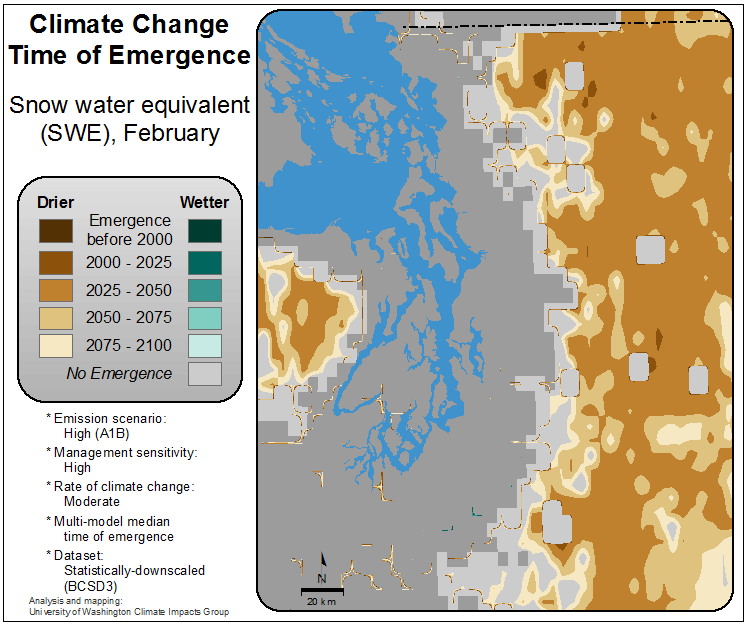 Climate Change
Time of Emergence
Snow water equivalent
(SWE), February
Drier Wetter
Emergence
before 2000
2000 - 2025
2025 - 2050
2050 - 2075
2075 - 2100
No Emergence
* Emission scenario:
High (A1B)
* Management sensitivity:
High
* Rate of climate change:
Moderate
* Multi-model median
time of emergence
* Dataset:
Statistically-downscaled
(BCSD3)
Analysis and mapping:
University of Washington Climate Impacts Group
N
20 km